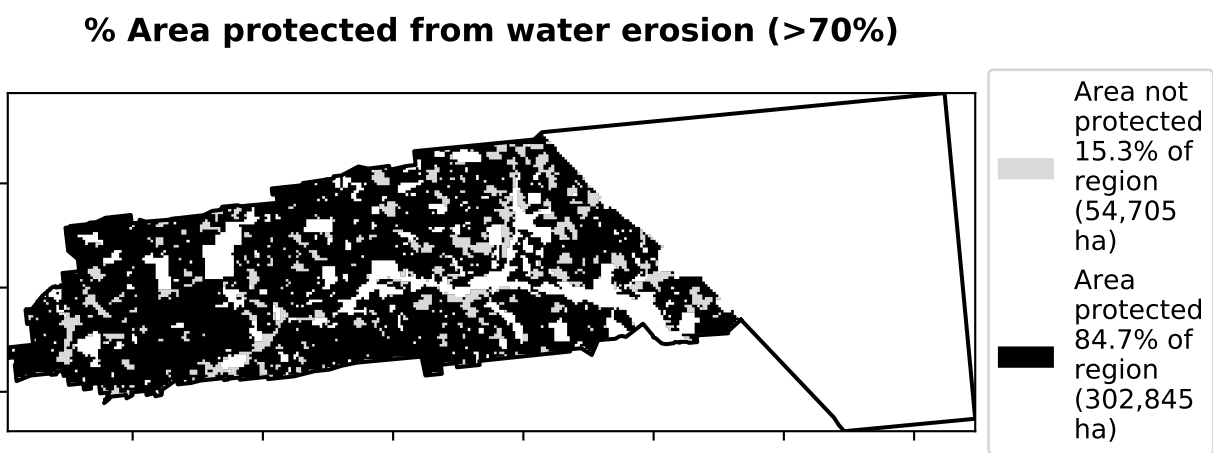 % Area protected from water erosion (>70%)
Area not
protected
15.3% of
region
(54,705
ha)
Area
protected
84.7% of
region
(302,845
ha)